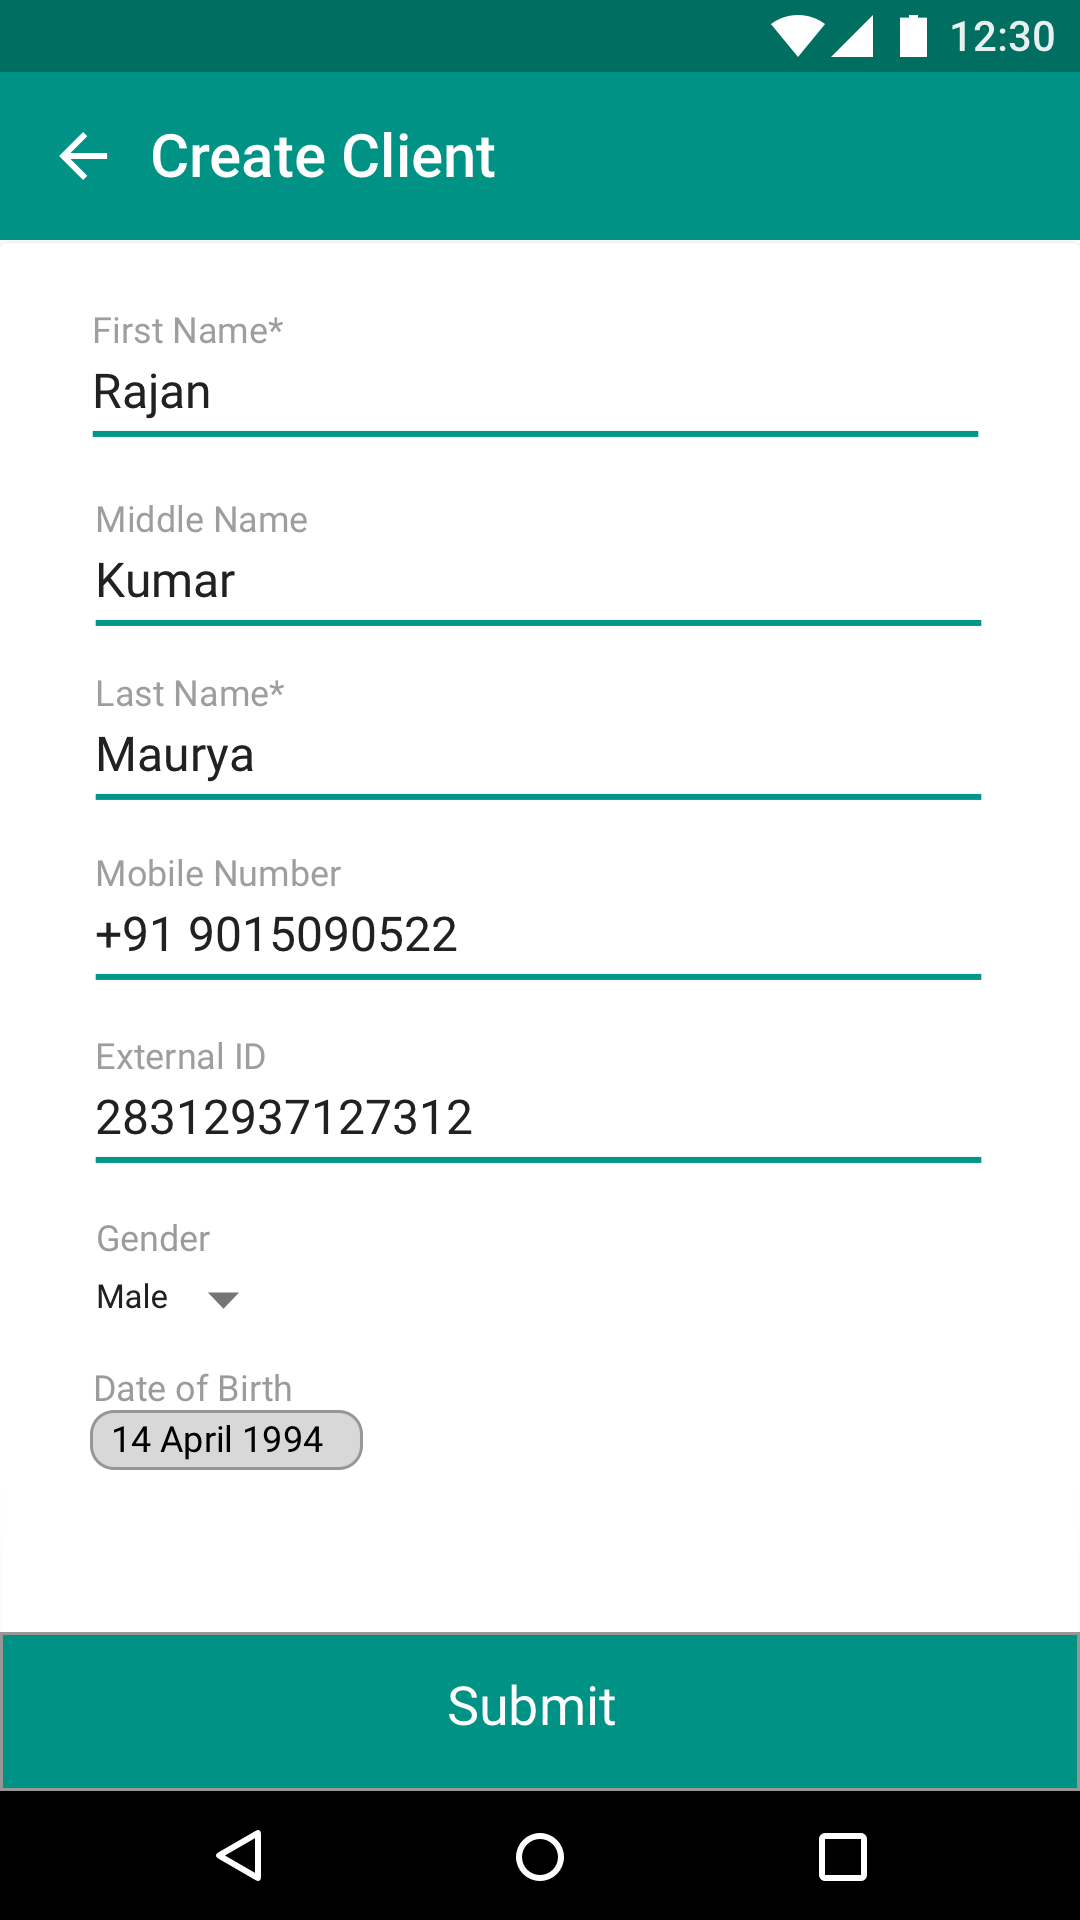 12:30
Create Client
First Name*
Rajan
Middle Name
Kumar
Last Name*
Maurya
Mobile Number
+91 9015090522
External ID
28312937127312
Gender
Male
Date of Birth
14 April 1994
Submit